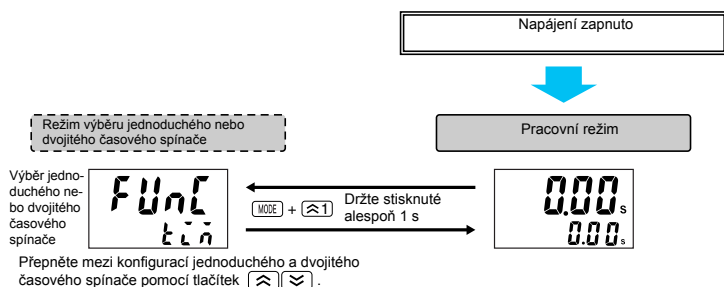 Napájení zapnuto
Režim výběru jednoduchého nebo
dvojitého časového spínače
Pracovní režim
Výběr jedno-
duchého ne-
bo dvojitého
časového
spínače
FUnC
tim
MODE + 1
Držte stisknuté
alespoň 1 s
0.00 s
0.00 s
Přepněte mezi konfigurací jednoduchého a dvojitého
časového spínače pomocí tlačítek .